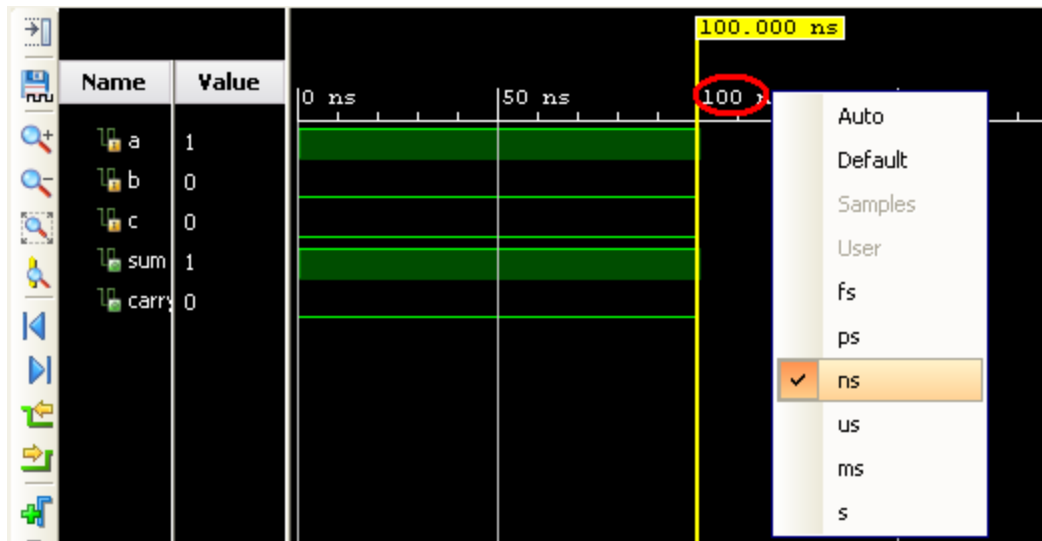 100.000 ns
Name Value
0 ns 50 ns 100
a 1
b 0
c 0
sum 1
carry 0
Auto
Default
Samples
User
fs
ps
ns
us
ms
s